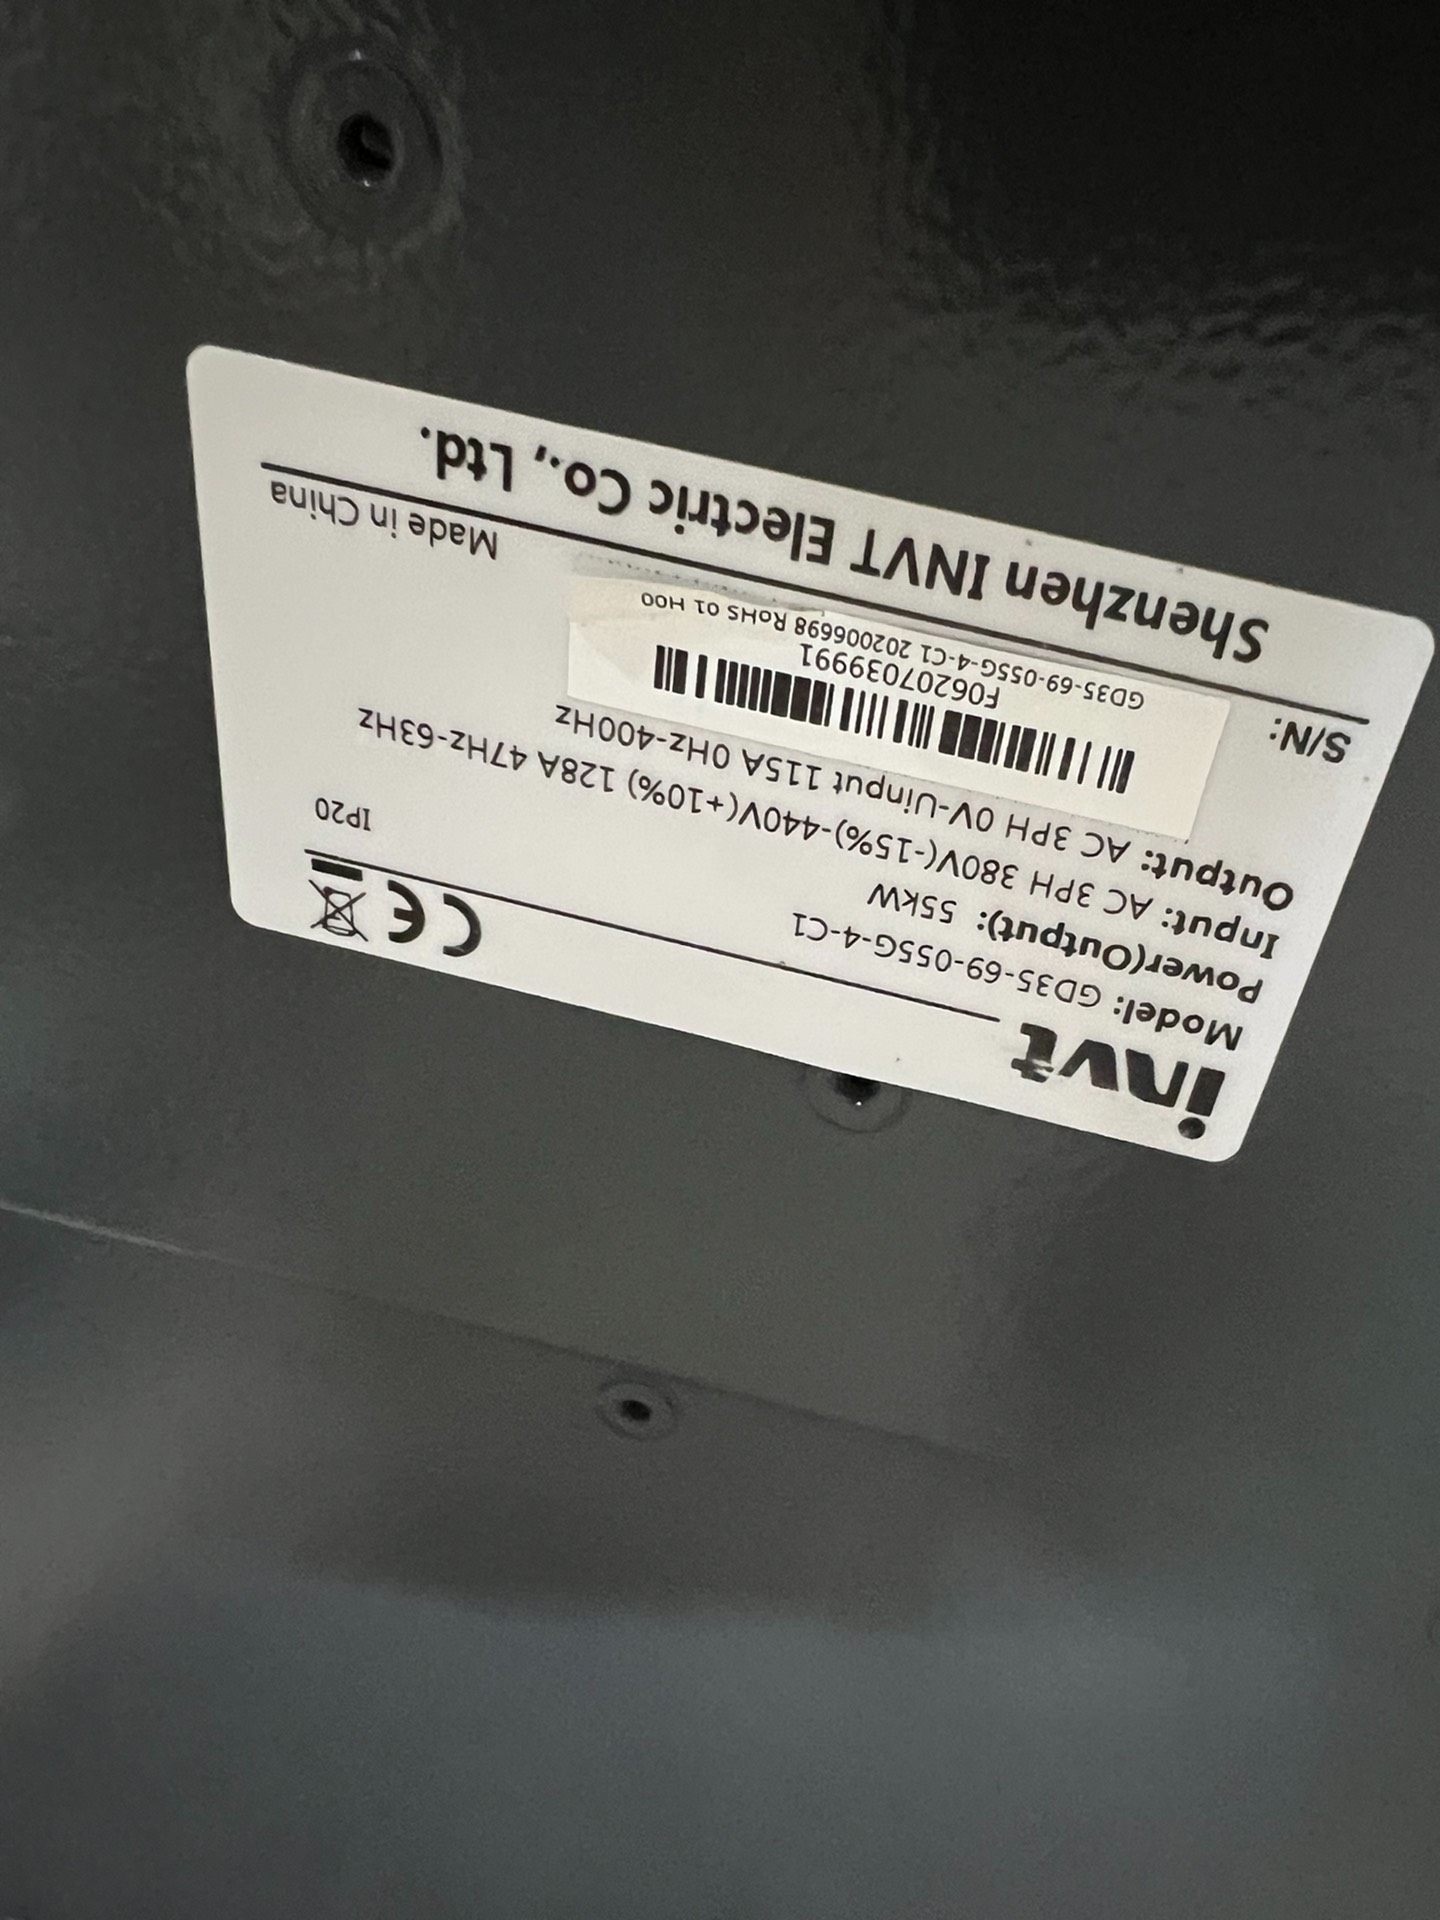 invt
Model: GD35-69-055G-4-C1
Power(Output): 55kW
Input: AC 3PH 380V(-15%)-440V(+10%) 128A 47Hz-63Hz
Output: AC 3PH 0V-Uinput 115A 0Hz-400Hz
IP20
S/N:
F06207039991
GD35-69-055G-4-C1 202006698 RoHS 01 H00
Made in China
Shenzhen INVT Electric Co., Ltd.